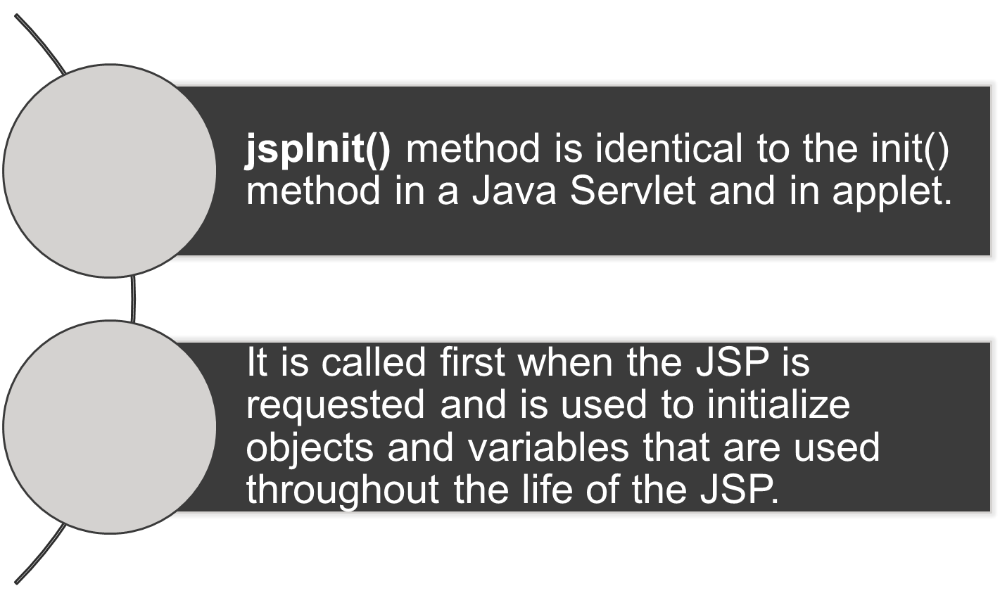 jspInit() method is identical to the init()
method in a Java Servlet and in applet.
It is called first when the JSP is
requested and is used to initialize
objects and variables that are used
throughout the life of the JSP.